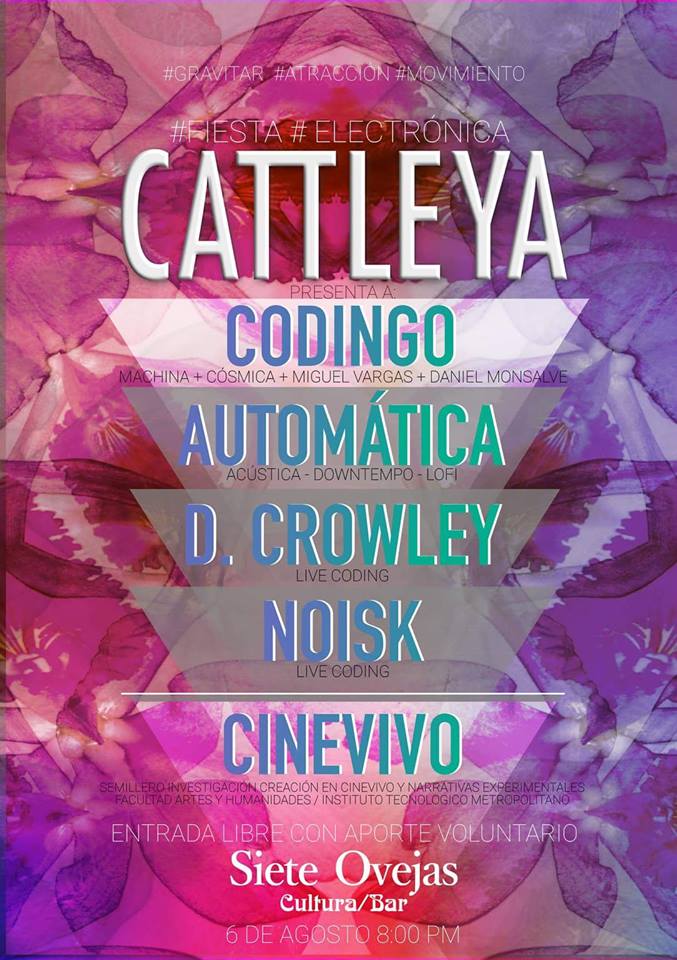 #GRAVITAR #ATRACCIÓN #MOVIMIENTO
#FIESTA # ELECTRÓNICA
CATTLEYA
PRESENTA A:
CODINGO
MACHINA + CÓSMICA + MIGUEL VARGAS + DANIEL MONSALVE
AUTOMÁTICA
ACÚSTICA - DOWNTEMPO - LOFI
D. CROWLEY
LIVE CODING
NOISK
LIVE CODING
CINEVIVO
SEMILLERO INVESTIGACIÓN CREACIÓN EN CINEVIVO Y NARRATIVAS EXPERIMENTALES
FACULTAD ARTES Y HUMANIDADES / INSTITUTO TECNOLOGICO METROPOLITANO
ENTRADA LIBRE CON APORTE VOLUNTARIO
Siete Ovejas
Cultura/Bar
6 DE AGOSTO 8:00 PM